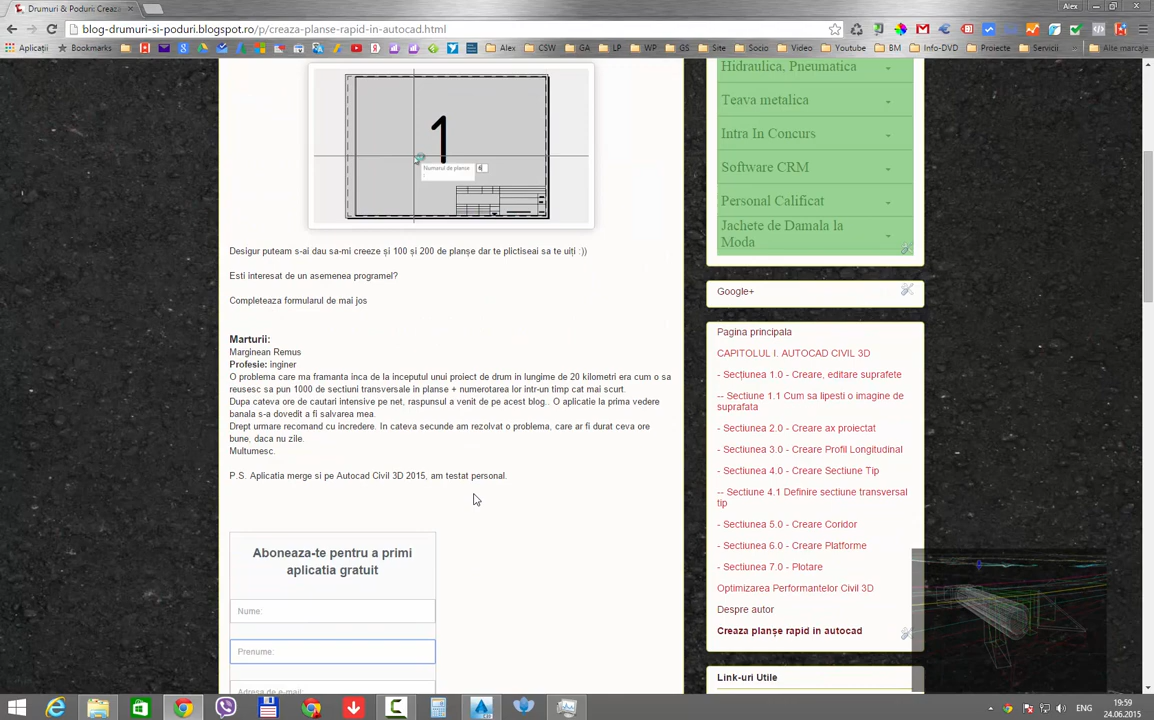 Drumuri & Poduri: Creaza
Alex
blog-drumuri-si-poduri.blogspot.ro/p/creaza-planse-rapid-in-autocad.html
Aplicații
Bookmarks
Alex
CSW
GA
LP
WP
GS
Site
Socio
Video
Youtube
BM
Info-DVD
Proiecte
Servicii
Alte marcaje
1
Numarul de planse
6
Desigur puteam s-ai dau sa-mi creeze și 100 și 200 de planșe dar te plictiseai sa te uiți :))
Esti interesat de un asemenea programel?
Completeaza formularul de mai jos
Marturii:
Marginean Remus
Profesie: inginer
O problema care ma framanta inca de la inceputul unui proiect de drum in lungime de 20 kilometri era cum o sa
reusesc sa pun 1000 de sectiuni transversale in planse + numerotarea lor intr-un timp cat mai scurt.
Dupa cateva ore de cautari intensive pe net, raspunsul a venit de pe acest blog.. O aplicatie la prima vedere
banala s-a dovedit a fi salvarea mea.
Drept urmare recomand cu incredere. In cateva secunde am rezolvat o problema, care ar fi durat ceva ore
bune, daca nu zile.
Multumesc.
P.S. Aplicatia merge si pe Autocad Civil 3D 2015, am testat personal.
Aboneaza-te pentru a primi
aplicatia gratuit
Nume:
Prenume:
Adresa de e-mail:
Hidraulica, Pneumatica
Teava metalica
Intra In Concurs
Software CRM
Personal Calificat
Jachete de Damala la
Moda
Google+
Pagina principala
CAPITOLUL I. AUTOCAD CIVIL 3D
- Secțiunea 1.0 - Creare, editare suprafete
-- Sectiune 1.1 Cum sa lipesti o imagine de
suprafata
- Sectiunea 2.0 - Creare ax proiectat
- Sectiunea 3.0 - Creare Profil Longitudinal
- Sectiunea 4.0 - Creare Sectiune Tip
-- Sectiune 4.1 Definire sectiune transversal
tip
- Sectiunea 5.0 - Creare Coridor
- Sectiunea 6.0 - Creare Platforme
- Sectiunea 7.0 - Plotare
Optimizarea Performantelor Civil 3D
Despre autor
Creaza planșe rapid in autocad
Link-uri Utile
ENG
19:59
24.06.2015